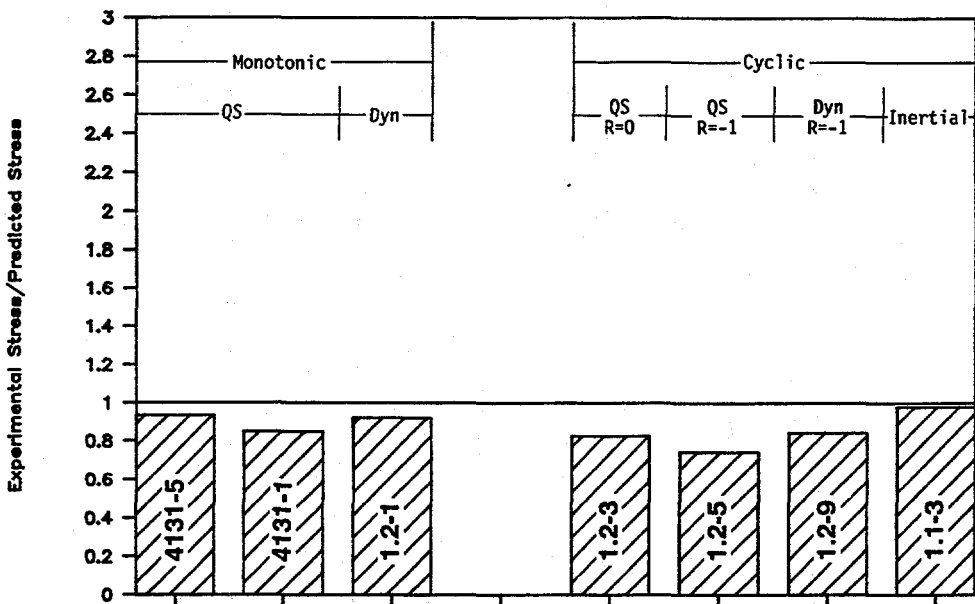 Experimental Stress/Predicted Stress
3
2.8
2.6
2.4
2.2
2
1.8
1.6
1.4
1.2
1
0.8
0.6
0.4
0.2
0
Monotonic
QS
Dyn
Cyclic
QS
R=0
QS
R=-1
Dyn
R=-1
Inertial
4131-5
4131-1
1.2-1
1.2-3
1.2-5
1.2-9
1.1-3